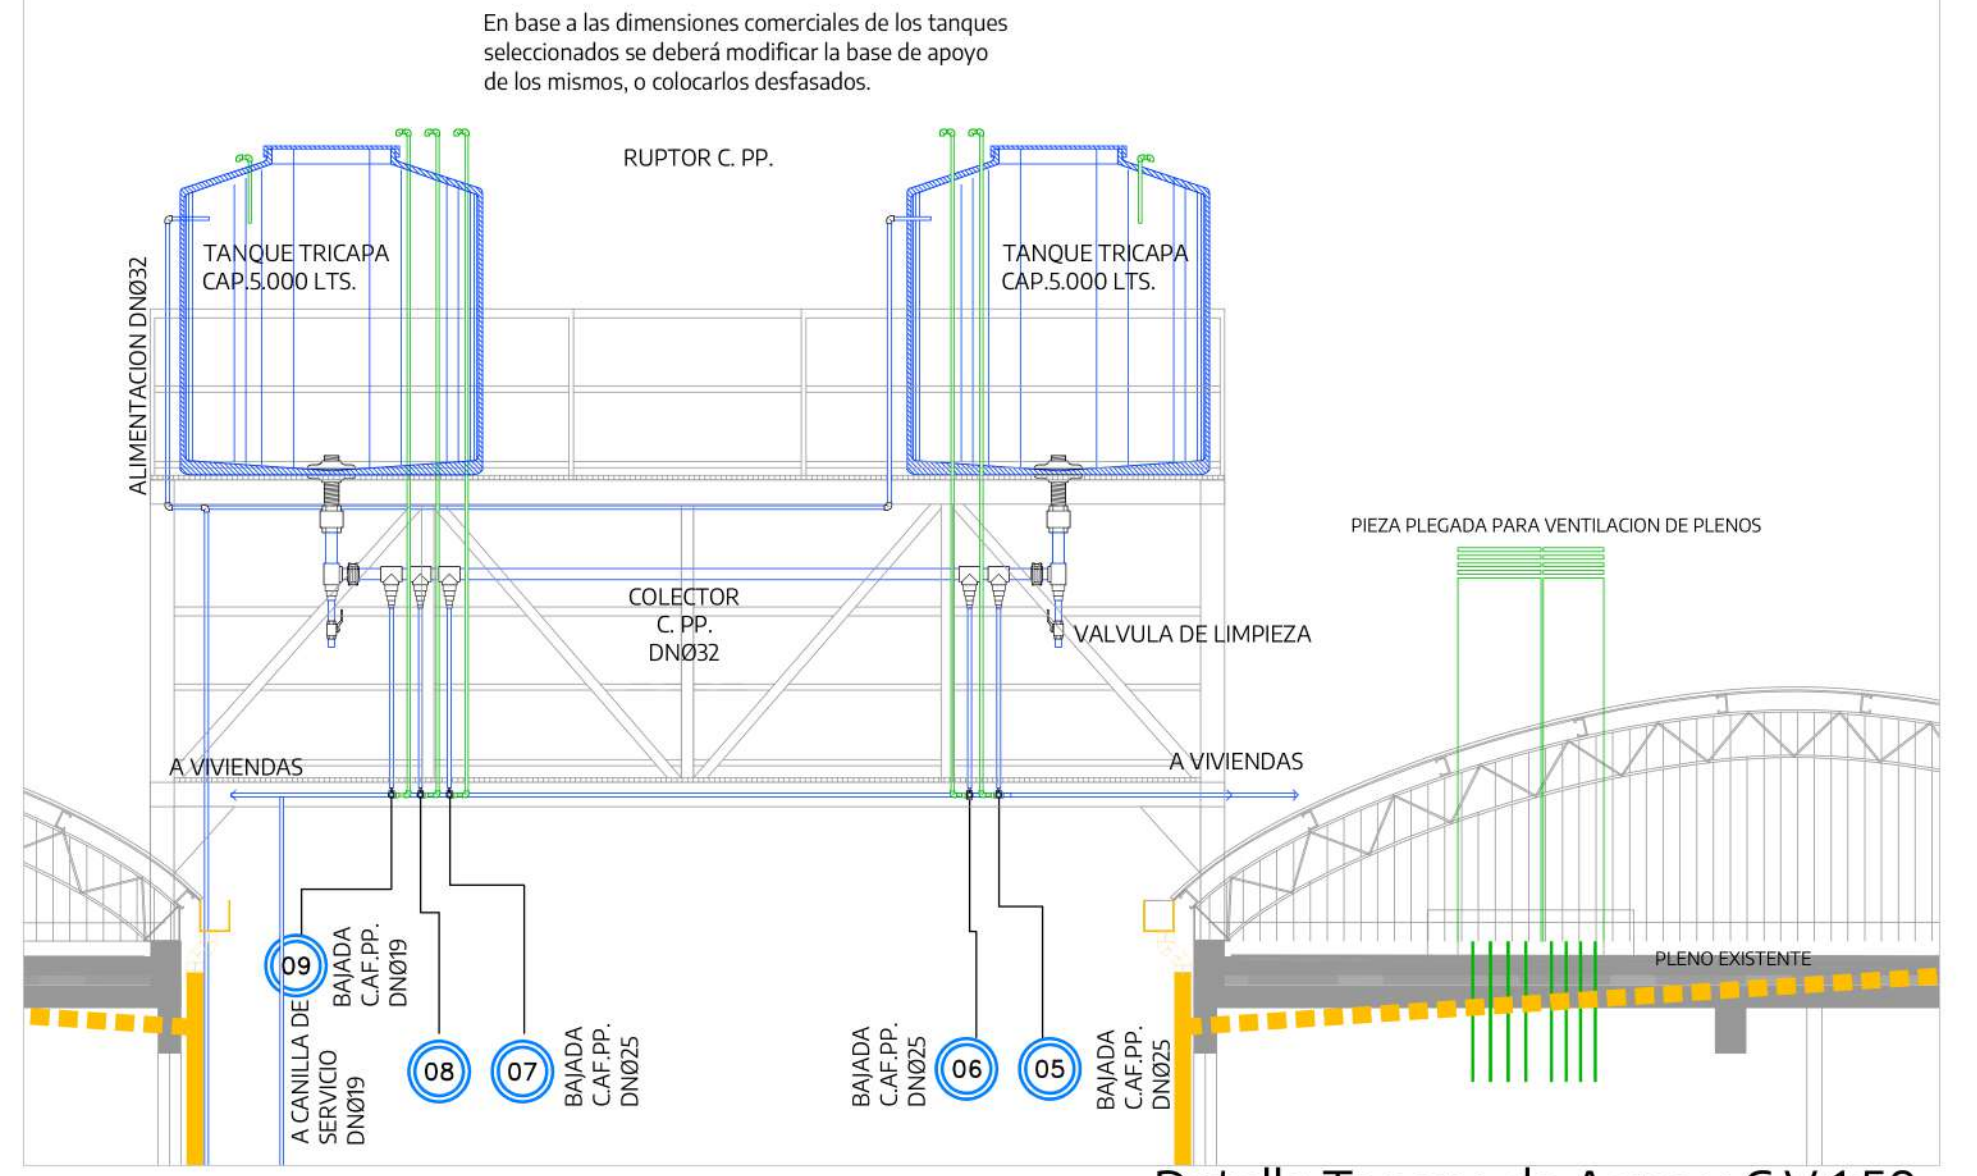 En base a las dimensiones comerciales de los tanques
seleccionados se deberá modificar la base de apoyo
de los mismos, o colocarlos desfasados.
RUPTOR C. PP.
TANQUE TRICAPA
CAP.5.000 LTS.
TANQUE TRICAPA
CAP.5.000 LTS.
ALIMENTACION DNØ32
PIEZA PLEGADA PARA VENTILACION DE PLENOS
COLECTOR
C. PP.
DNØ32
VALVULA DE LIMPIEZA
A VIVIENDAS
A VIVIENDAS
PLENO EXISTENTE
09
BAJADA
C.AF.PP.
DNØ19
A CANILLA DE
SERVICIO
DNØ19
08
07
BAJADA
C.AF.PP.
DNØ25
BAJADA
C.AF.PP.
DNØ25
06
05
BAJADA
C.AF.PP.
DNØ25